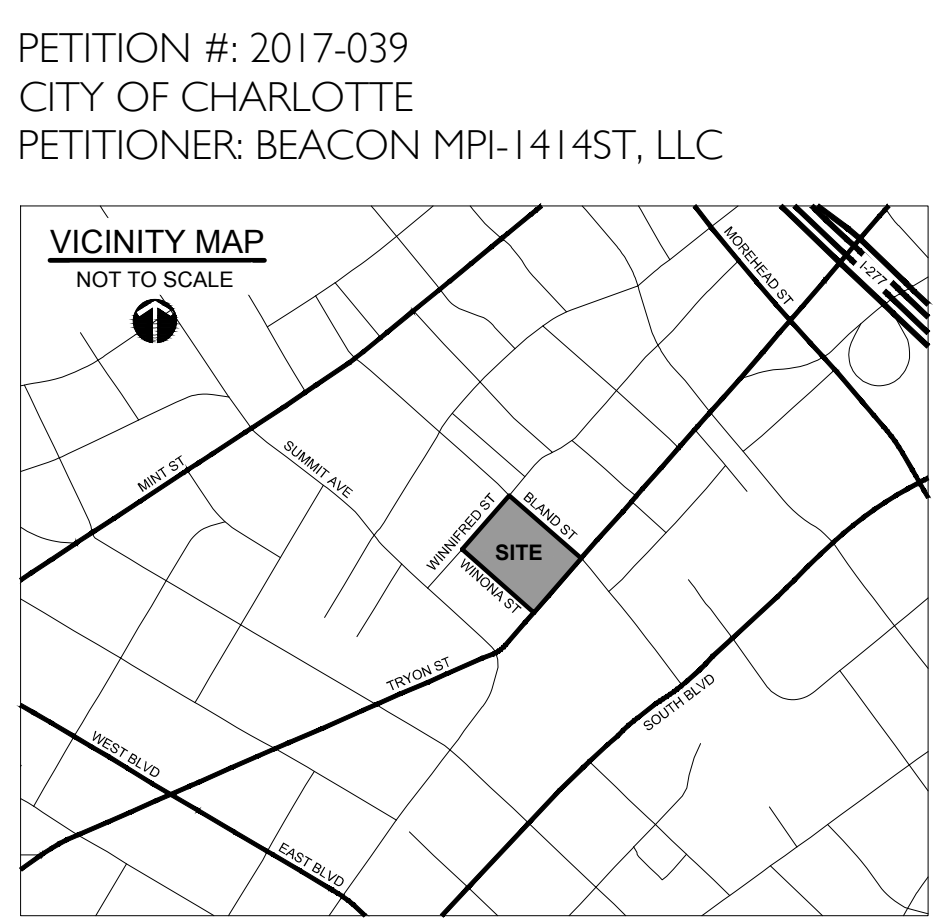 PETITION #: 2017-039
CITY OF CHARLOTTE
PETITIONER: BEACON MPI-1414ST, LLC
VICINITY MAP
NOT TO SCALE
MOREHEAD ST
I-277
MINT ST
SUMMIT AVE
WINNIFRED ST
BLAND ST
SITE
WINONA ST
TRYON ST
SOUTH BLVD
WEST BLVD
EAST BLVD